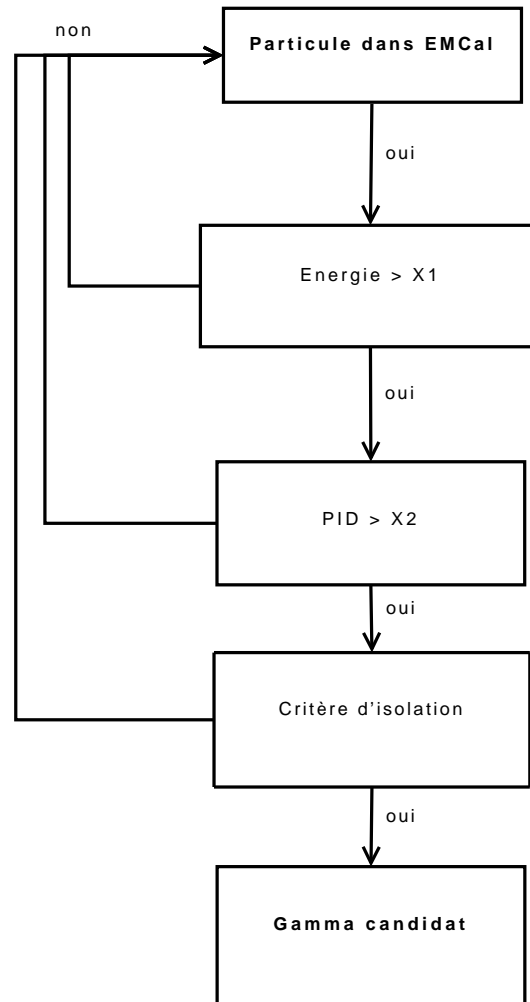 non
Particule dans EMCal
oui
Energie > X1
oui
PID > X2
oui
Critère d'isolation
oui
Gamma candidat